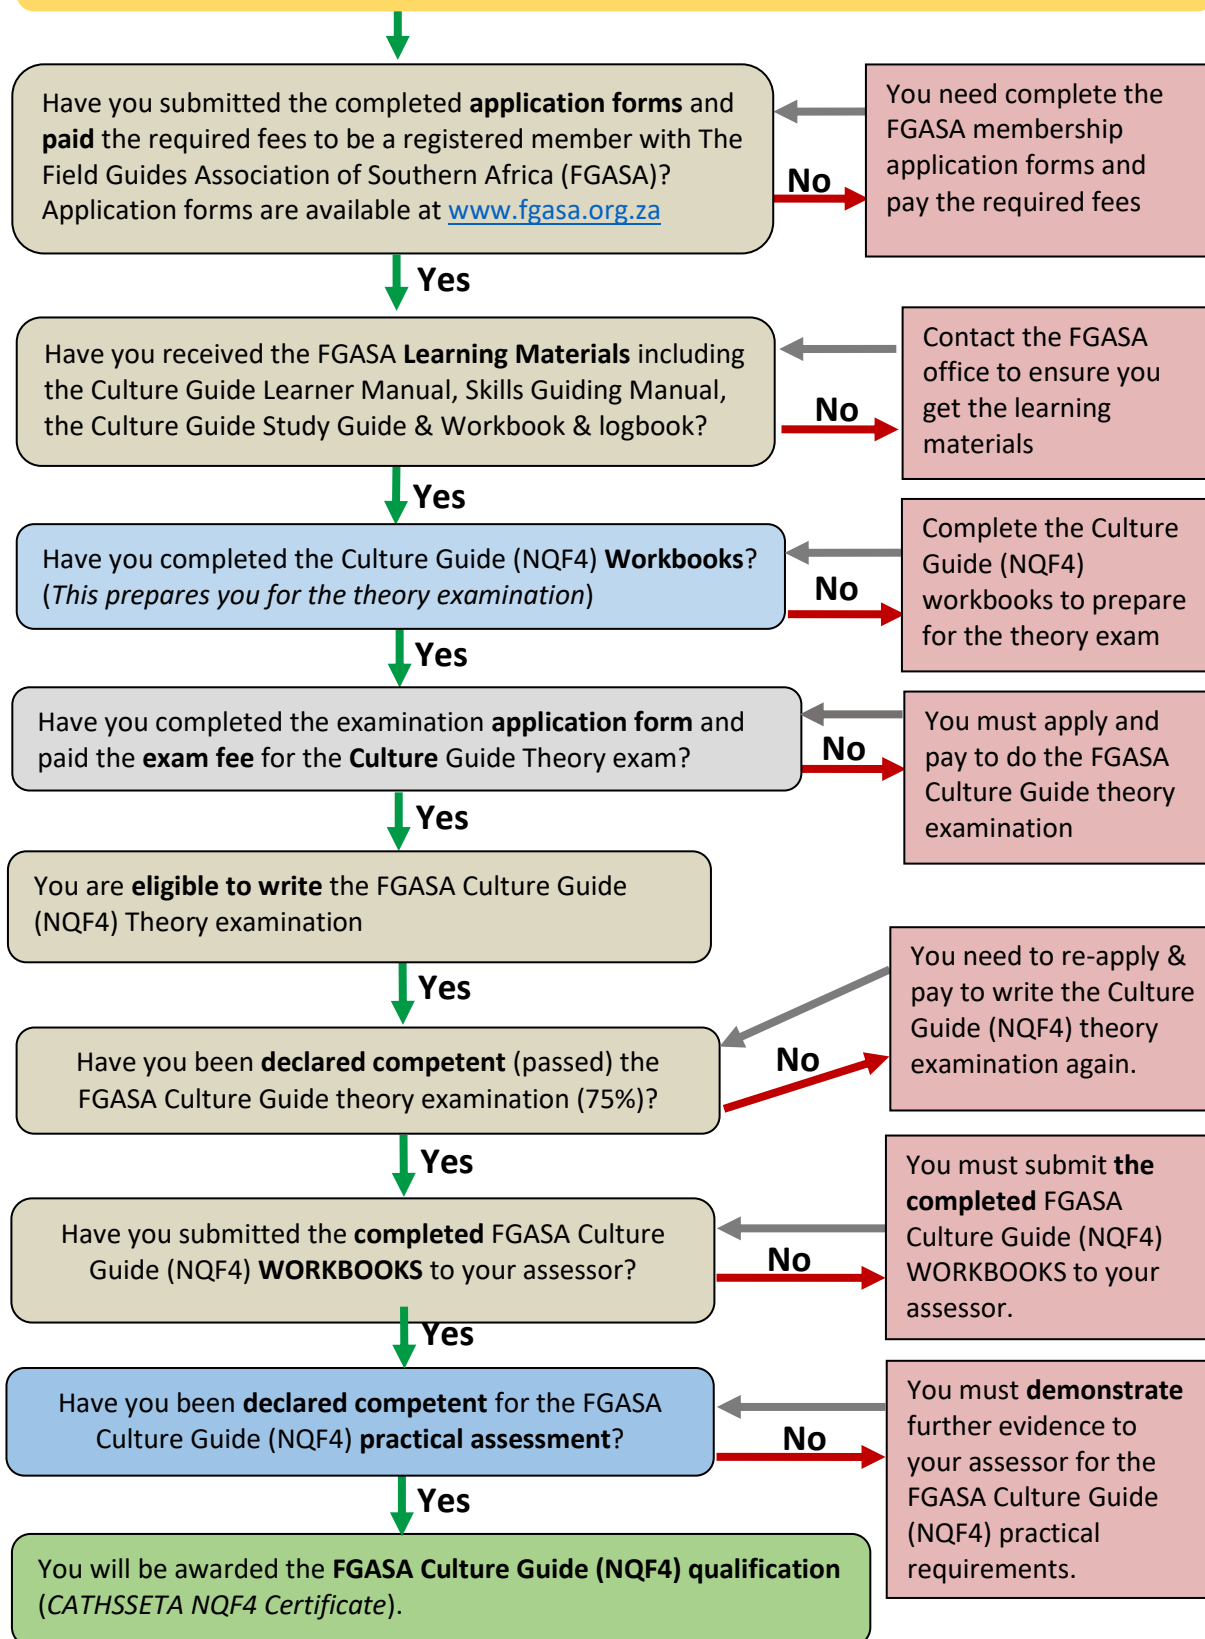 Have you submitted the completed application forms and
paid the required fees to be a registered member with The
Field Guides Association of Southern Africa (FGASA)?
Application forms are available at www.fgasa.org.za
No
You need complete the
FGASA membership
application forms and
pay the required fees
Yes
Have you received the FGASA Learning Materials including
the Culture Guide Learner Manual, Skills Guiding Manual,
the Culture Guide Study Guide & Workbook & logbook?
No
Contact the FGASA
office to ensure you
get the learning
materials
Yes
Have you completed the Culture Guide (NQF4) Workbooks?
(This prepares you for the theory examination)
No
Complete the Culture
Guide (NQF4)
workbooks to prepare
for the theory exam
Yes
Have you completed the examination application form and
paid the exam fee for the Culture Guide Theory exam?
No
You must apply and
pay to do the FGASA
Culture Guide theory
examination
Yes
You are eligible to write the FGASA Culture Guide
(NQF4) Theory examination
Yes
Have you been declared competent (passed) the
FGASA Culture Guide theory examination (75%)?
No
You need to re-apply &
pay to write the Culture
Guide (NQF4) theory
examination again.
Yes
Have you submitted the completed FGASA Culture
Guide (NQF4) WORKBOOKS to your assessor?
No
You must submit the
completed FGASA
Culture Guide (NQF4)
WORKBOOKS to your
assessor.
Yes
Have you been declared competent for the FGASA
Culture Guide (NQF4) practical assessment?
No
You must demonstrate
further evidence to
your assessor for the
FGASA Culture Guide
(NQF4) practical
requirements.
Yes
You will be awarded the FGASA Culture Guide (NQF4) qualification
(CATHSSETA NQF4 Certificate).